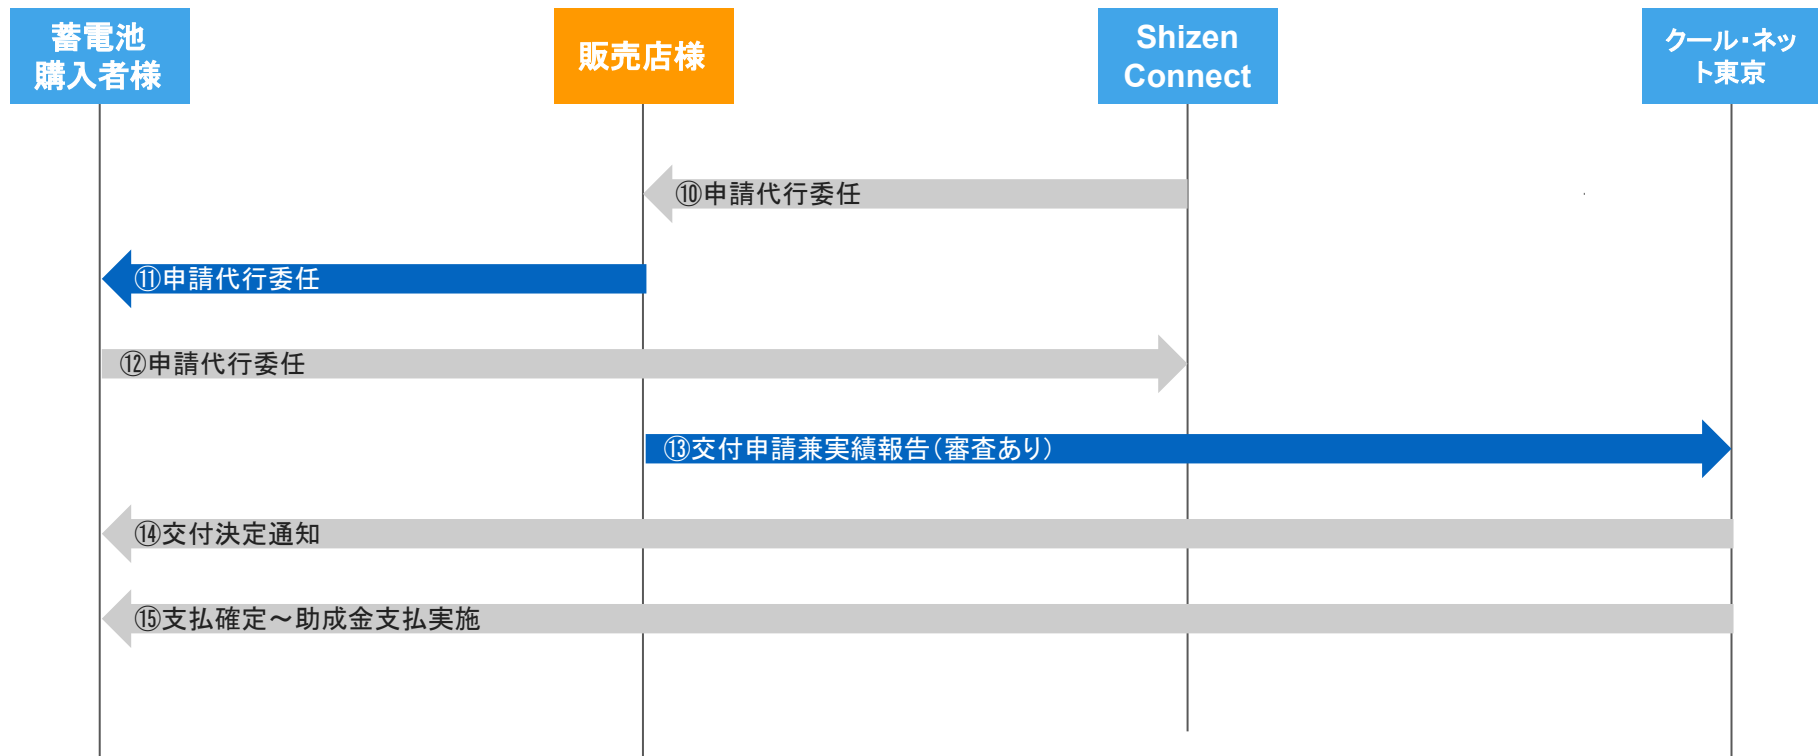 蓄電池
購入者様
販売店様
Shizen
Connect
クール・ネッ
ト東京
⑩申請代行委任
⑪申請代行委任
⑫申請代行委任
⑬交付申請兼実績報告（審査あり）
⑭交付決定通知
⑮支払確定～助成金支払実施